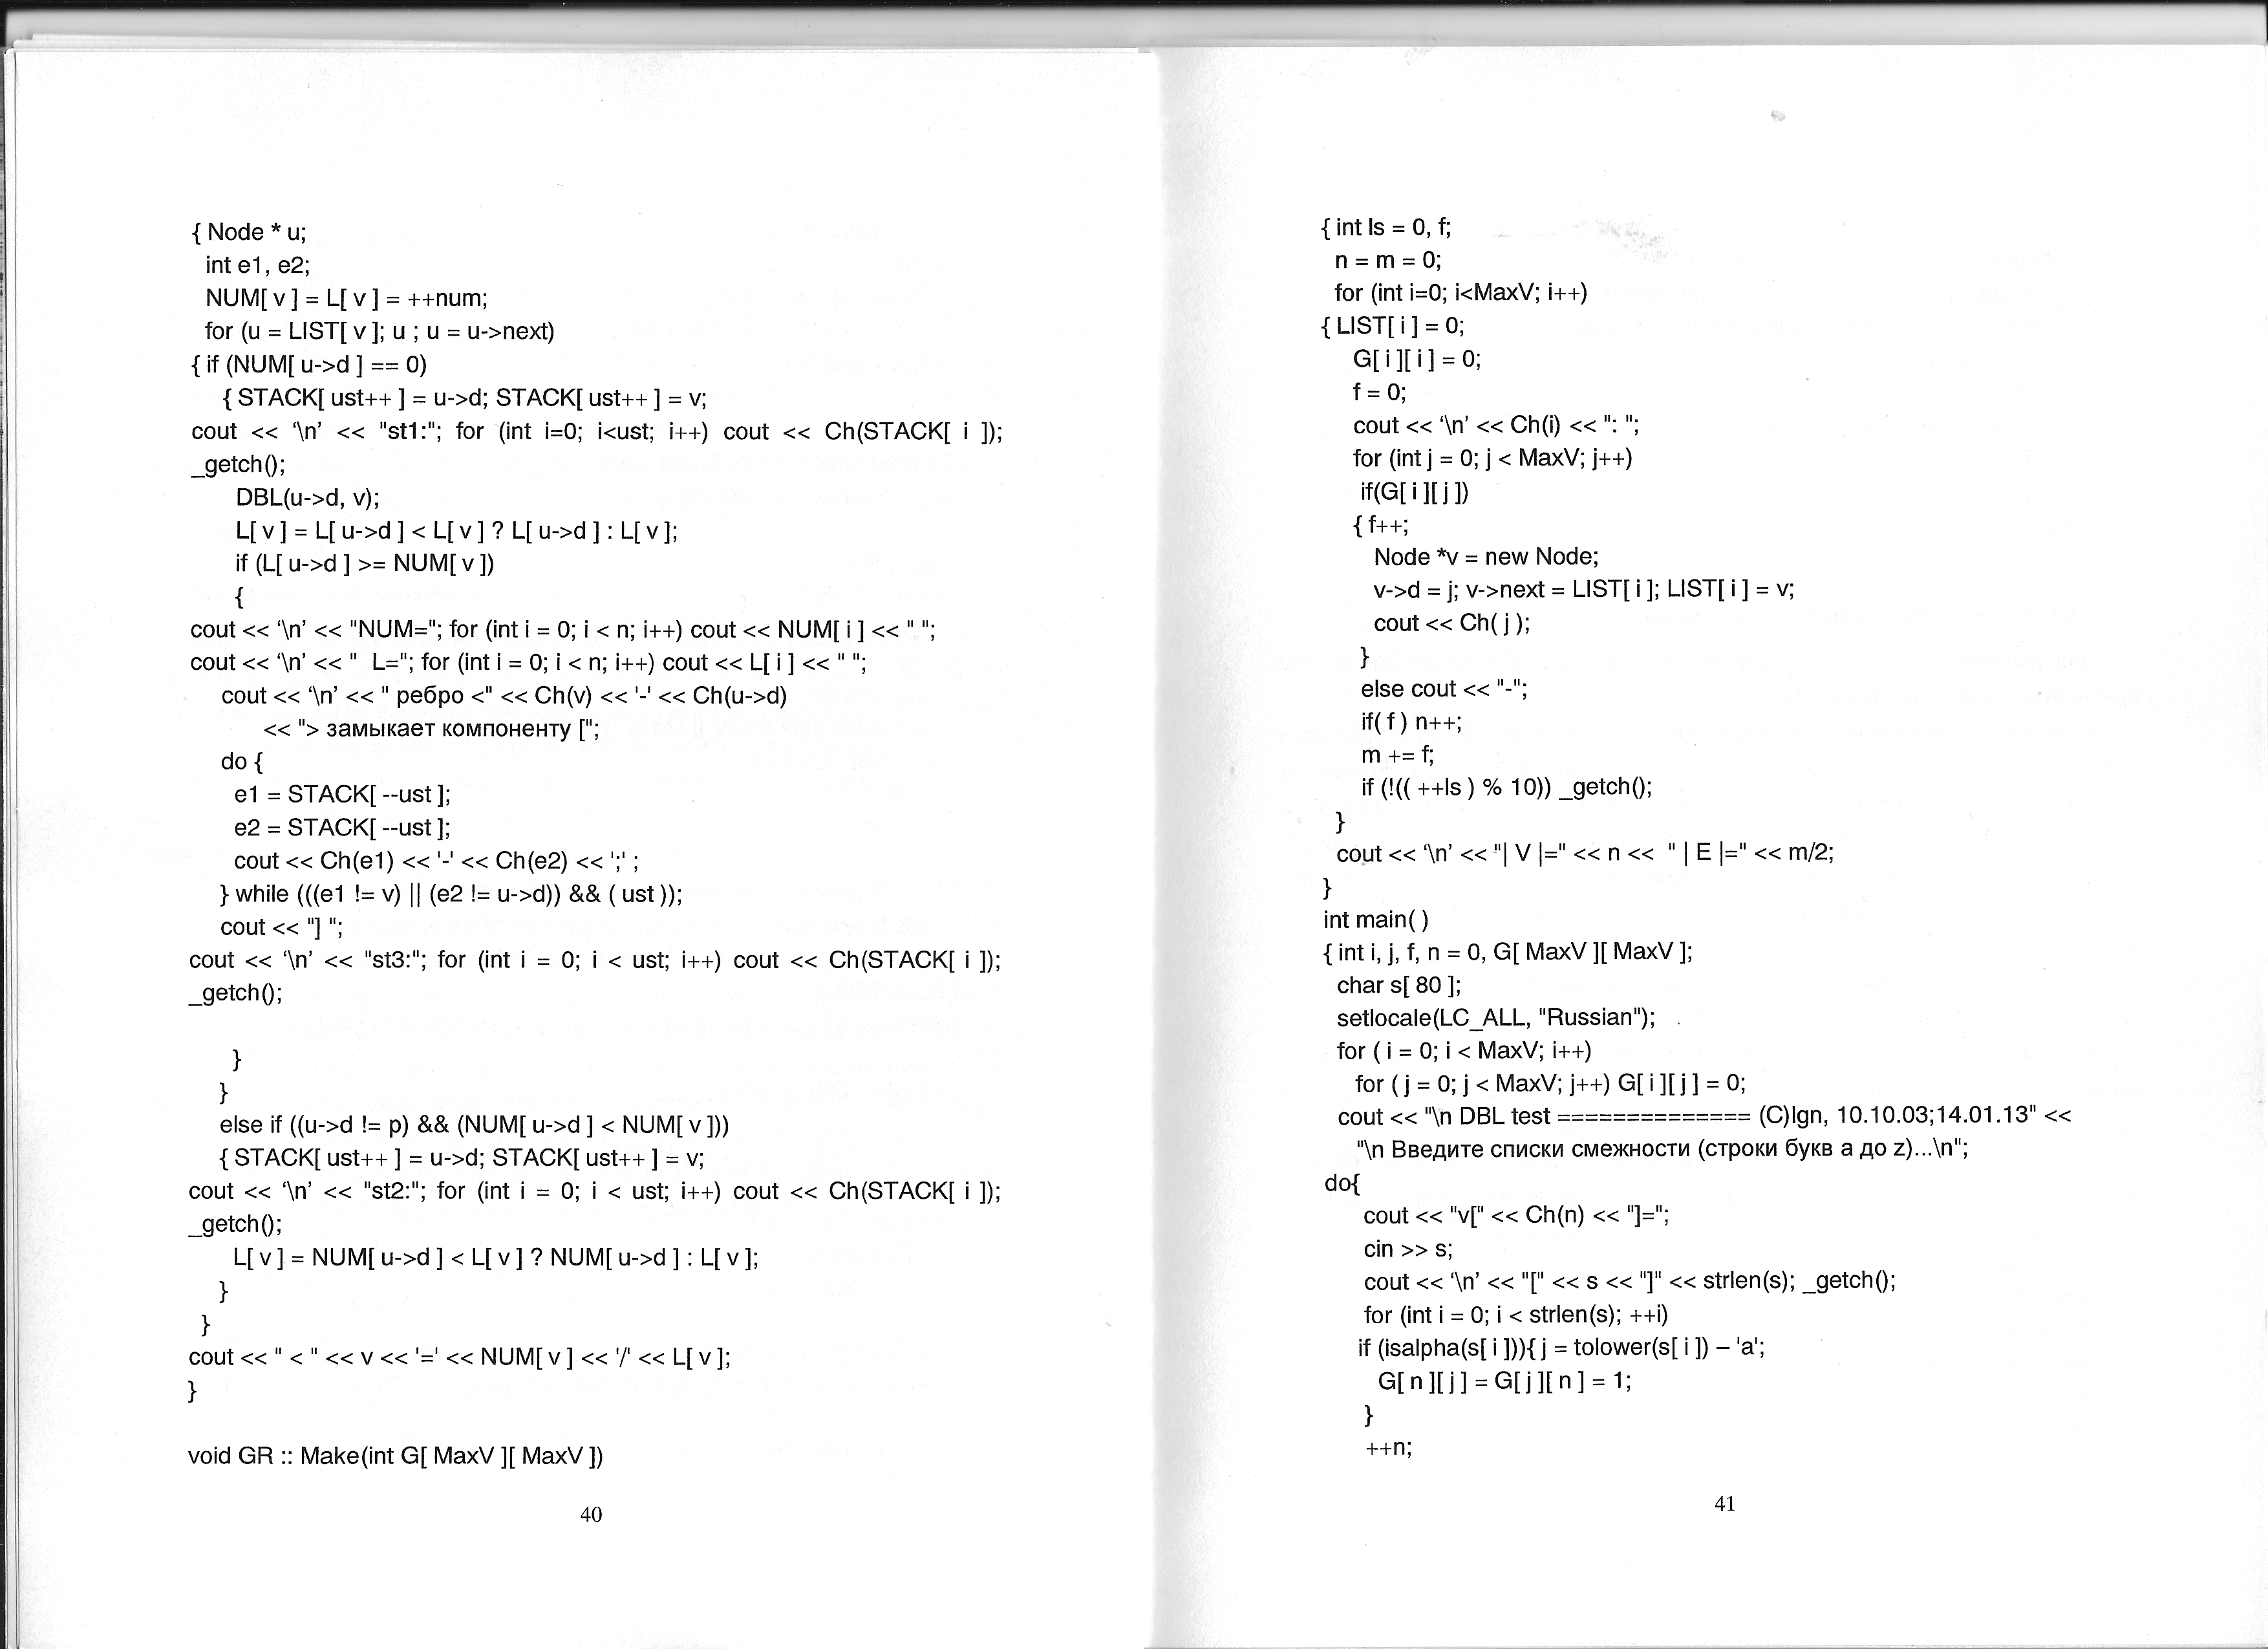 { Node * u;
int e1, e2;
NUM[ v ] = L[ v ] = ++num;
for (u = LIST[ v ]; u ; u = u->next)
{ if (NUM[ u->d ] == 0)
{ STACK[ ust++ ] = u->d; STACK[ ust++ ] = v;
cout << ‘\n’ << "st1:"; for (int i=0; i<ust; i++) cout << Ch(STACK[ i ]);
_getch();
DBL(u->d, v);
L[ v ] = L[ u->d ] < L[ v ] ? L[ u->d ] : L[ v ];
if (L[ u->d ] >= NUM[ v ])
{
cout << ‘\n’ << "NUM="; for (int i = 0; i < n; i++) cout << NUM[ i ] << " ";
cout << ‘\n’ << "  L="; for (int i = 0; i < n; i++) cout << L[ i ] << " ";
cout << ‘\n’ << " ребро <" << Ch(v) << '-' << Ch(u->d)
<< "> замыкает компоненту [";
do {
e1 = STACK[ --ust ];
e2 = STACK[ --ust ];
cout << Ch(e1) << '-' << Ch(e2) << ';' ;
} while (((e1 != v) || (e2 != u->d)) && ( ust ));
cout << "] ";
cout << ‘\n’ << "st3:"; for (int i = 0; i < ust; i++) cout << Ch(STACK[ i ]);
_getch();
}
}
else if ((u->d != p) && (NUM[ u->d ] < NUM[ v ]))
{ STACK[ ust++ ] = u->d; STACK[ ust++ ] = v;
cout << ‘\n’ << "st2:"; for (int i = 0; i < ust; i++) cout << Ch(STACK[ i ]);
_getch();
L[ v ] = NUM[ u->d ] < L[ v ] ? NUM[ u->d ] : L[ v ];
}
}
cout << " < " << v << '=' << NUM[ v ] << '/' << L[ v ];
}
void GR :: Make(int G[ MaxV ][ MaxV ])
40
{ int ls = 0, f;
n = m = 0;
for (int i=0; i<MaxV; i++)
{ LIST[ i ] = 0;
G[ i ][ i ] = 0;
f = 0;
cout << ‘\n’ << Ch(i) << ": ";
for (int j = 0; j < MaxV; j++)
if(G[ i ][ j ])
{ f++;
Node *v = new Node;
v->d = j; v->next = LIST[ i ]; LIST[ i ] = v;
cout << Ch( j );
}
else cout << "-";
if( f ) n++;
m += f;
if (!(( ++ls ) % 10)) _getch();
}
cout << ‘\n’ << "| V |=" << n <<  " | E |=" << m/2;
}
int main( )
{ int i, j, f, n = 0, G[ MaxV ][ MaxV ];
char s[ 80 ];
setlocale(LC_ALL, "Russian");
for ( i = 0; i < MaxV; i++)
for ( j = 0; j < MaxV; j++) G[ i ][ j ] = 0;
cout << "\n DBL test ============== (C)lgn, 10.10.03;14.01.13" <<
"\n Введите списки смежности (строки букв a до z)...\n";
do{
cout << "v[" << Ch(n) << "]=";
cin >> s;
cout << ‘\n’ << "[" << s << "]" << strlen(s); _getch();
for (int i = 0; i < strlen(s); ++i)
if (isalpha(s[ i ])){ j = tolower(s[ i ]) – 'a';
G[ n ][ j ] = G[ j ][ n ] = 1;
}
++n;
41